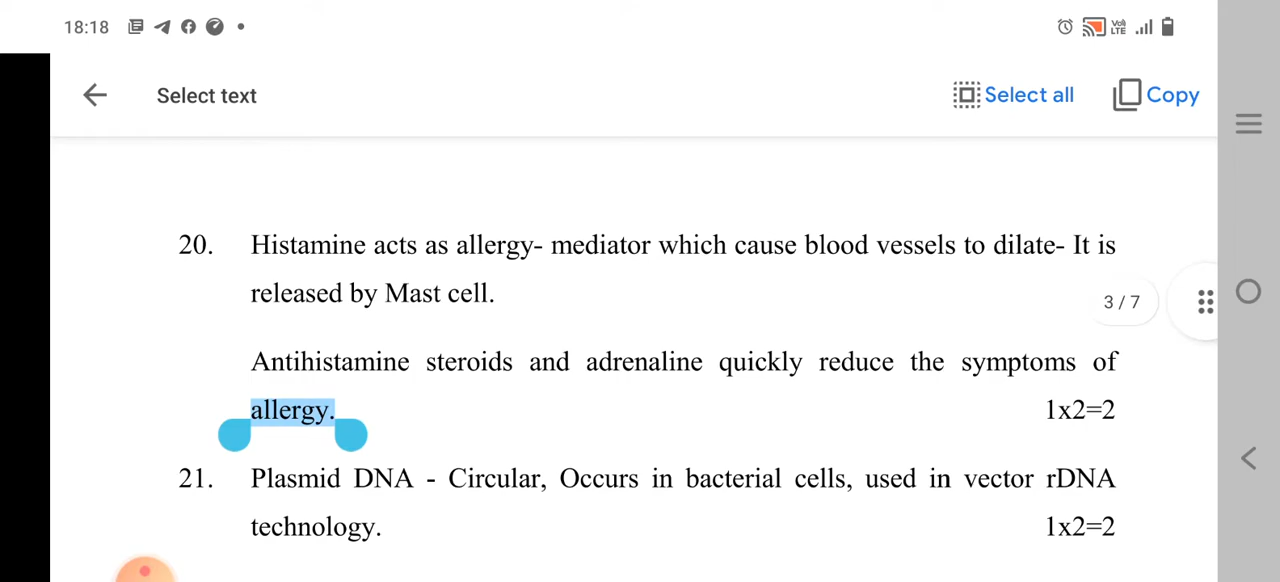 18:18
Select text Select all Copy
20. Histamine acts as allergy- mediator which cause blood vessels to dilate- It is
released by Mast cell.
3 / 7
Antihistamine steroids and adrenaline quickly reduce the symptoms of
allergy. 1x2=2
21. Plasmid DNA - Circular, Occurs in bacterial cells, used in vector rDNA
technology. 1x2=2